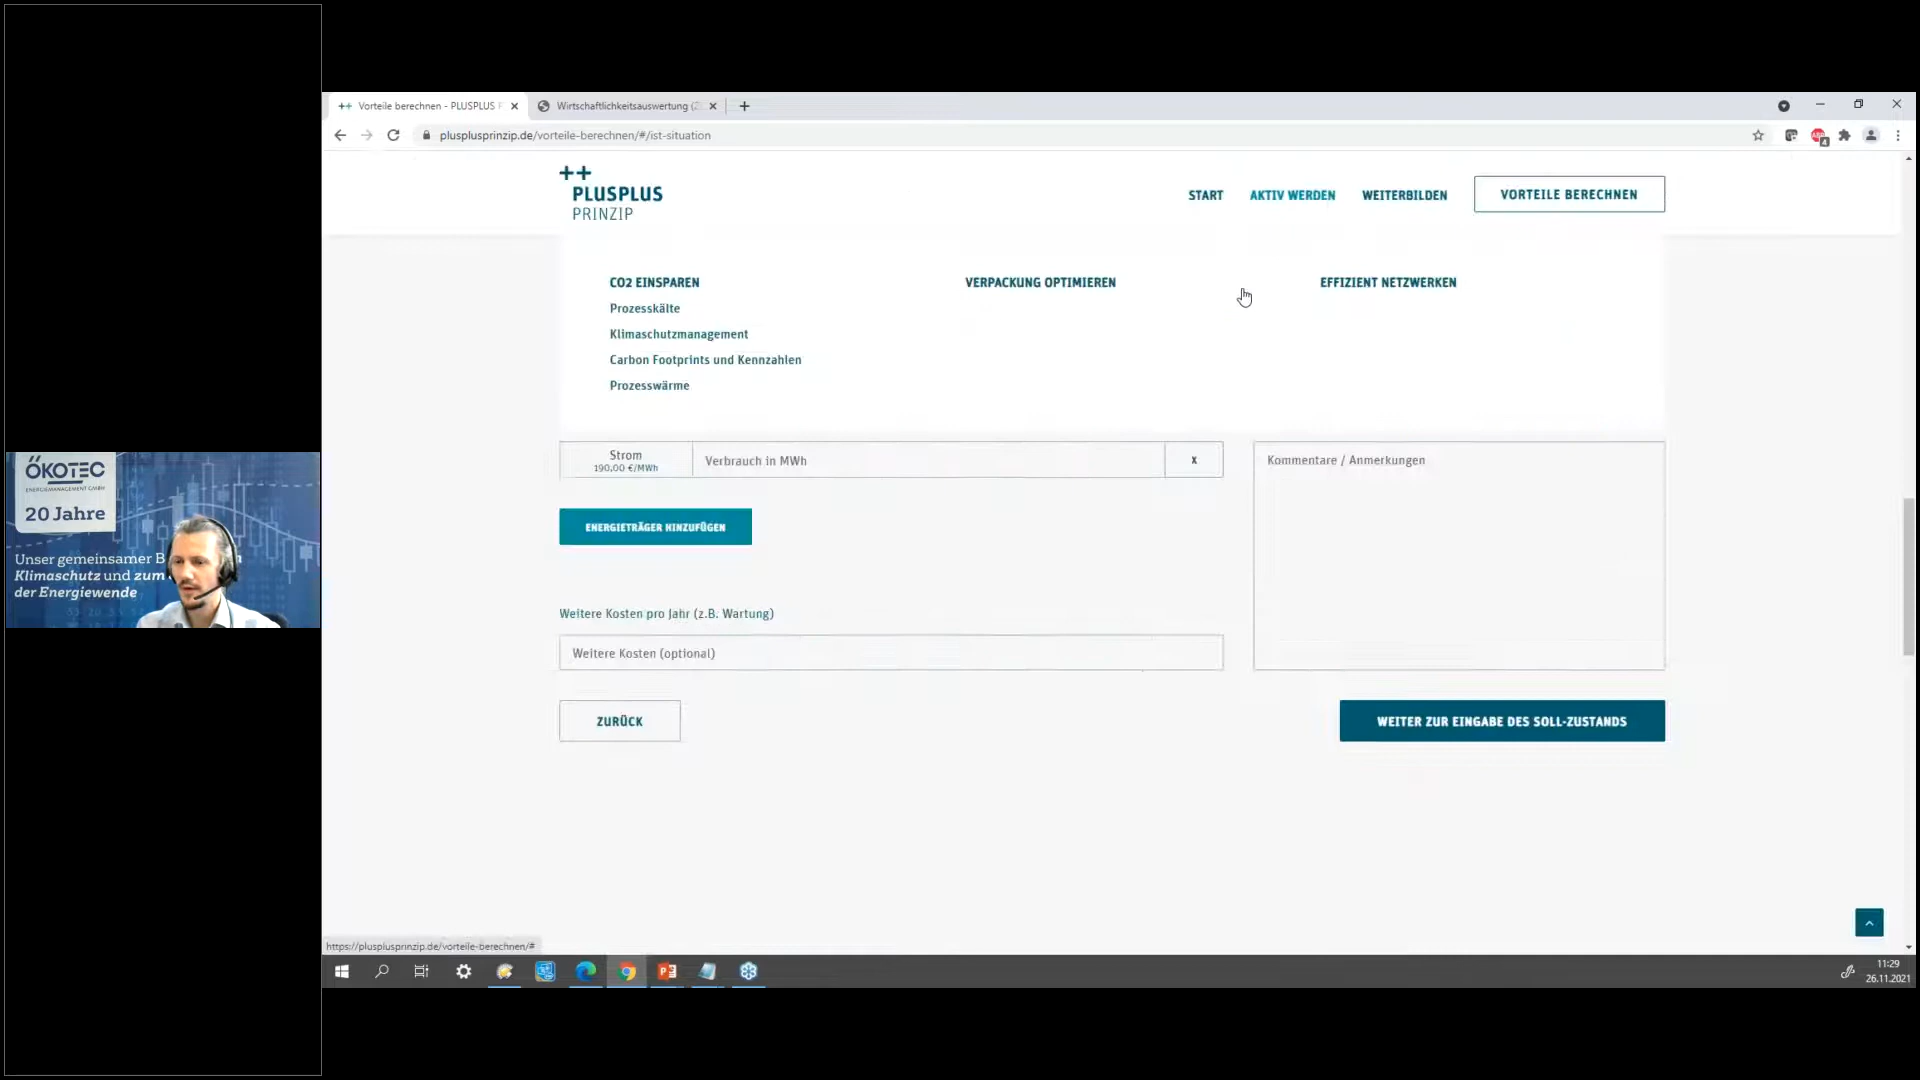 Vorteile berechnen - PLUSPLUS P
Wirtschaftlichkeitsauswertung (
plusplusprinzip.de/vorteile-berechnen/#/ist-situation
4
++
PLUSPLUS
PRINZIP
START
AKTIV WERDEN
WEITERBILDEN
VORTEILE BERECHNEN
CO2 EINSPAREN
VERPACKUNG OPTIMIEREN
EFFIZIENT NETZWERKEN
Prozesskälte
Klimaschutzmanagement
Carbon Footprints und Kennzahlen
Prozesswärme
Strom
190,00 €/MWh
Verbrauch in MWh
x
Kommentare / Anmerkungen
ENERGIETRÄGER HINZUFÜGEN
Weitere Kosten pro Jahr (z.B. Wartung)
Weitere Kosten (optional)
ZURÜCK
WEITER ZUR EINGABE DES SOLL-ZUSTANDS
ÖKOTEC
ENERGIEMANAGEMENT GMBH
20 Jahre
Unser gemeinsamer B
Klimaschutz und zum
der Energiewende
https://plusplusprinzip.de/vorteile-berechnen/#
11:29
26.11.2021